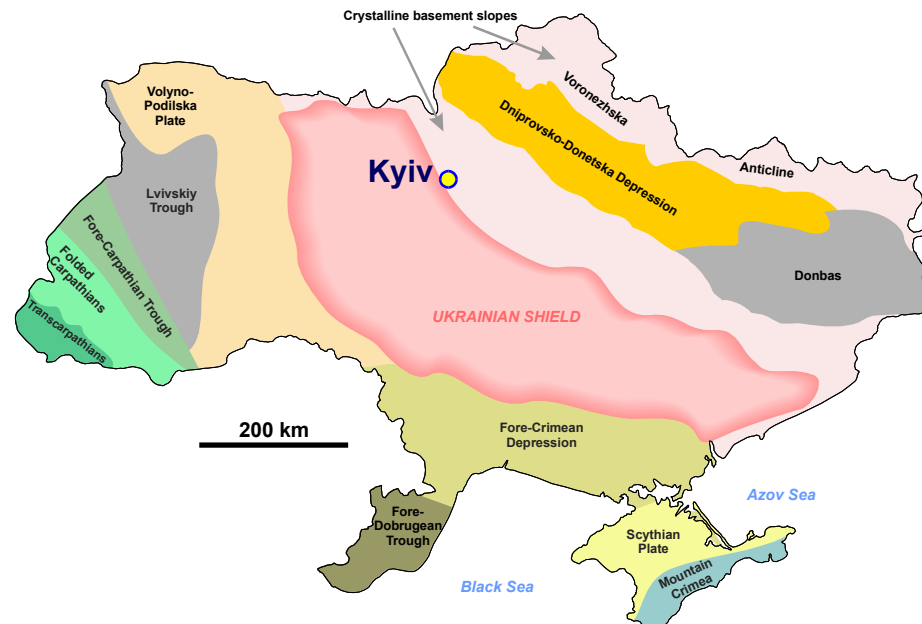 Crystalline basement slopes
Volyno-
Podilska
Plate
Voronezhska
Dniprovsko-Donetska Depression
Anticline
Kyiv
Lvivskiy
Trough
Fore-Carpathian Trough
Folded
Carpathians
Transcarpathians
Donbas
UKRAINIAN SHIELD
200 km
Fore-Crimean
Depression
Azov Sea
Fore-
Dobrugean
Trough
Scythian
Plate
Mountain
Crimea
Black Sea